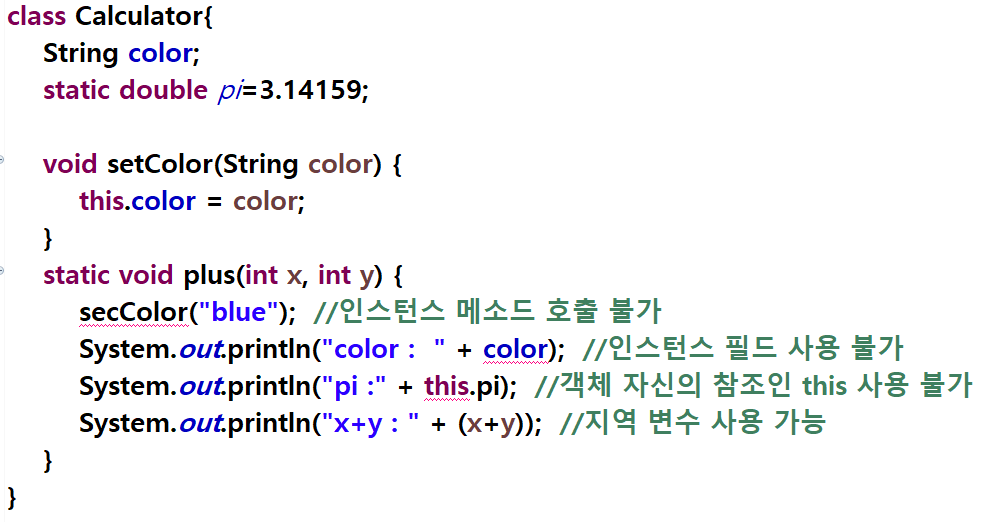 class Calculator{
String color;
static double pi=3.14159;
void setColor(String color) {
this.color = color;
}
static void plus(int x, int y) {
secColor("blue"); //인스턴스 메소드 호출 불가
System.out.println("color : " + color); //인스턴스 필드 사용 불가
System.out.println("pi :" + this.pi); //객체 자신의 참조인 this 사용 불가
System.out.println("x+y : " + (x+y)); //지역 변수 사용 가능
}
}